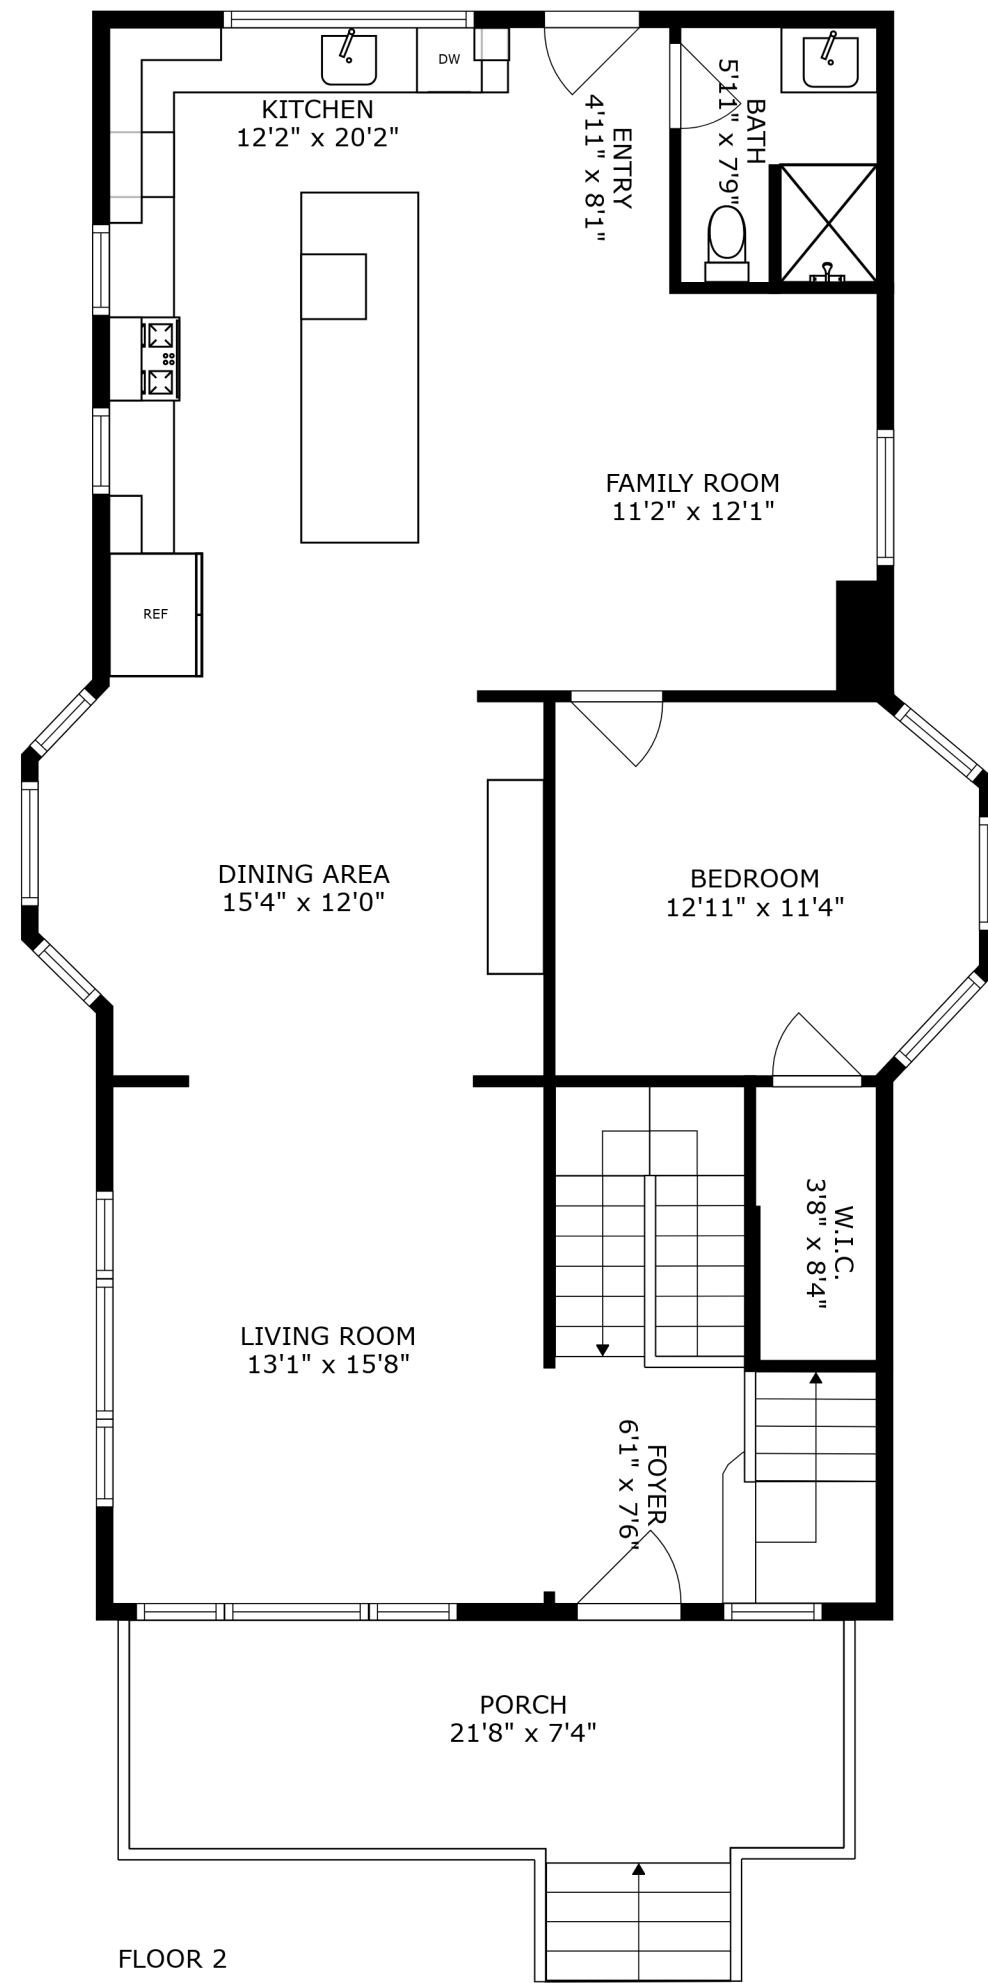 DW
KITCHEN
12'2" x 20'2"
ENTRY
4'11" x 8'1"
BATH
5'11" x 7'9"
FAMILY ROOM
11'2" x 12'1"
REF
DINING AREA
15'4" x 12'0"
BEDROOM
12'11" x 11'4"
W.I.C.
3'8" x 8'4"
LIVING ROOM
13'1" x 15'8"
FOYER
6'1" x 7'6"
PORCH
21'8" x 7'4"
FLOOR 2